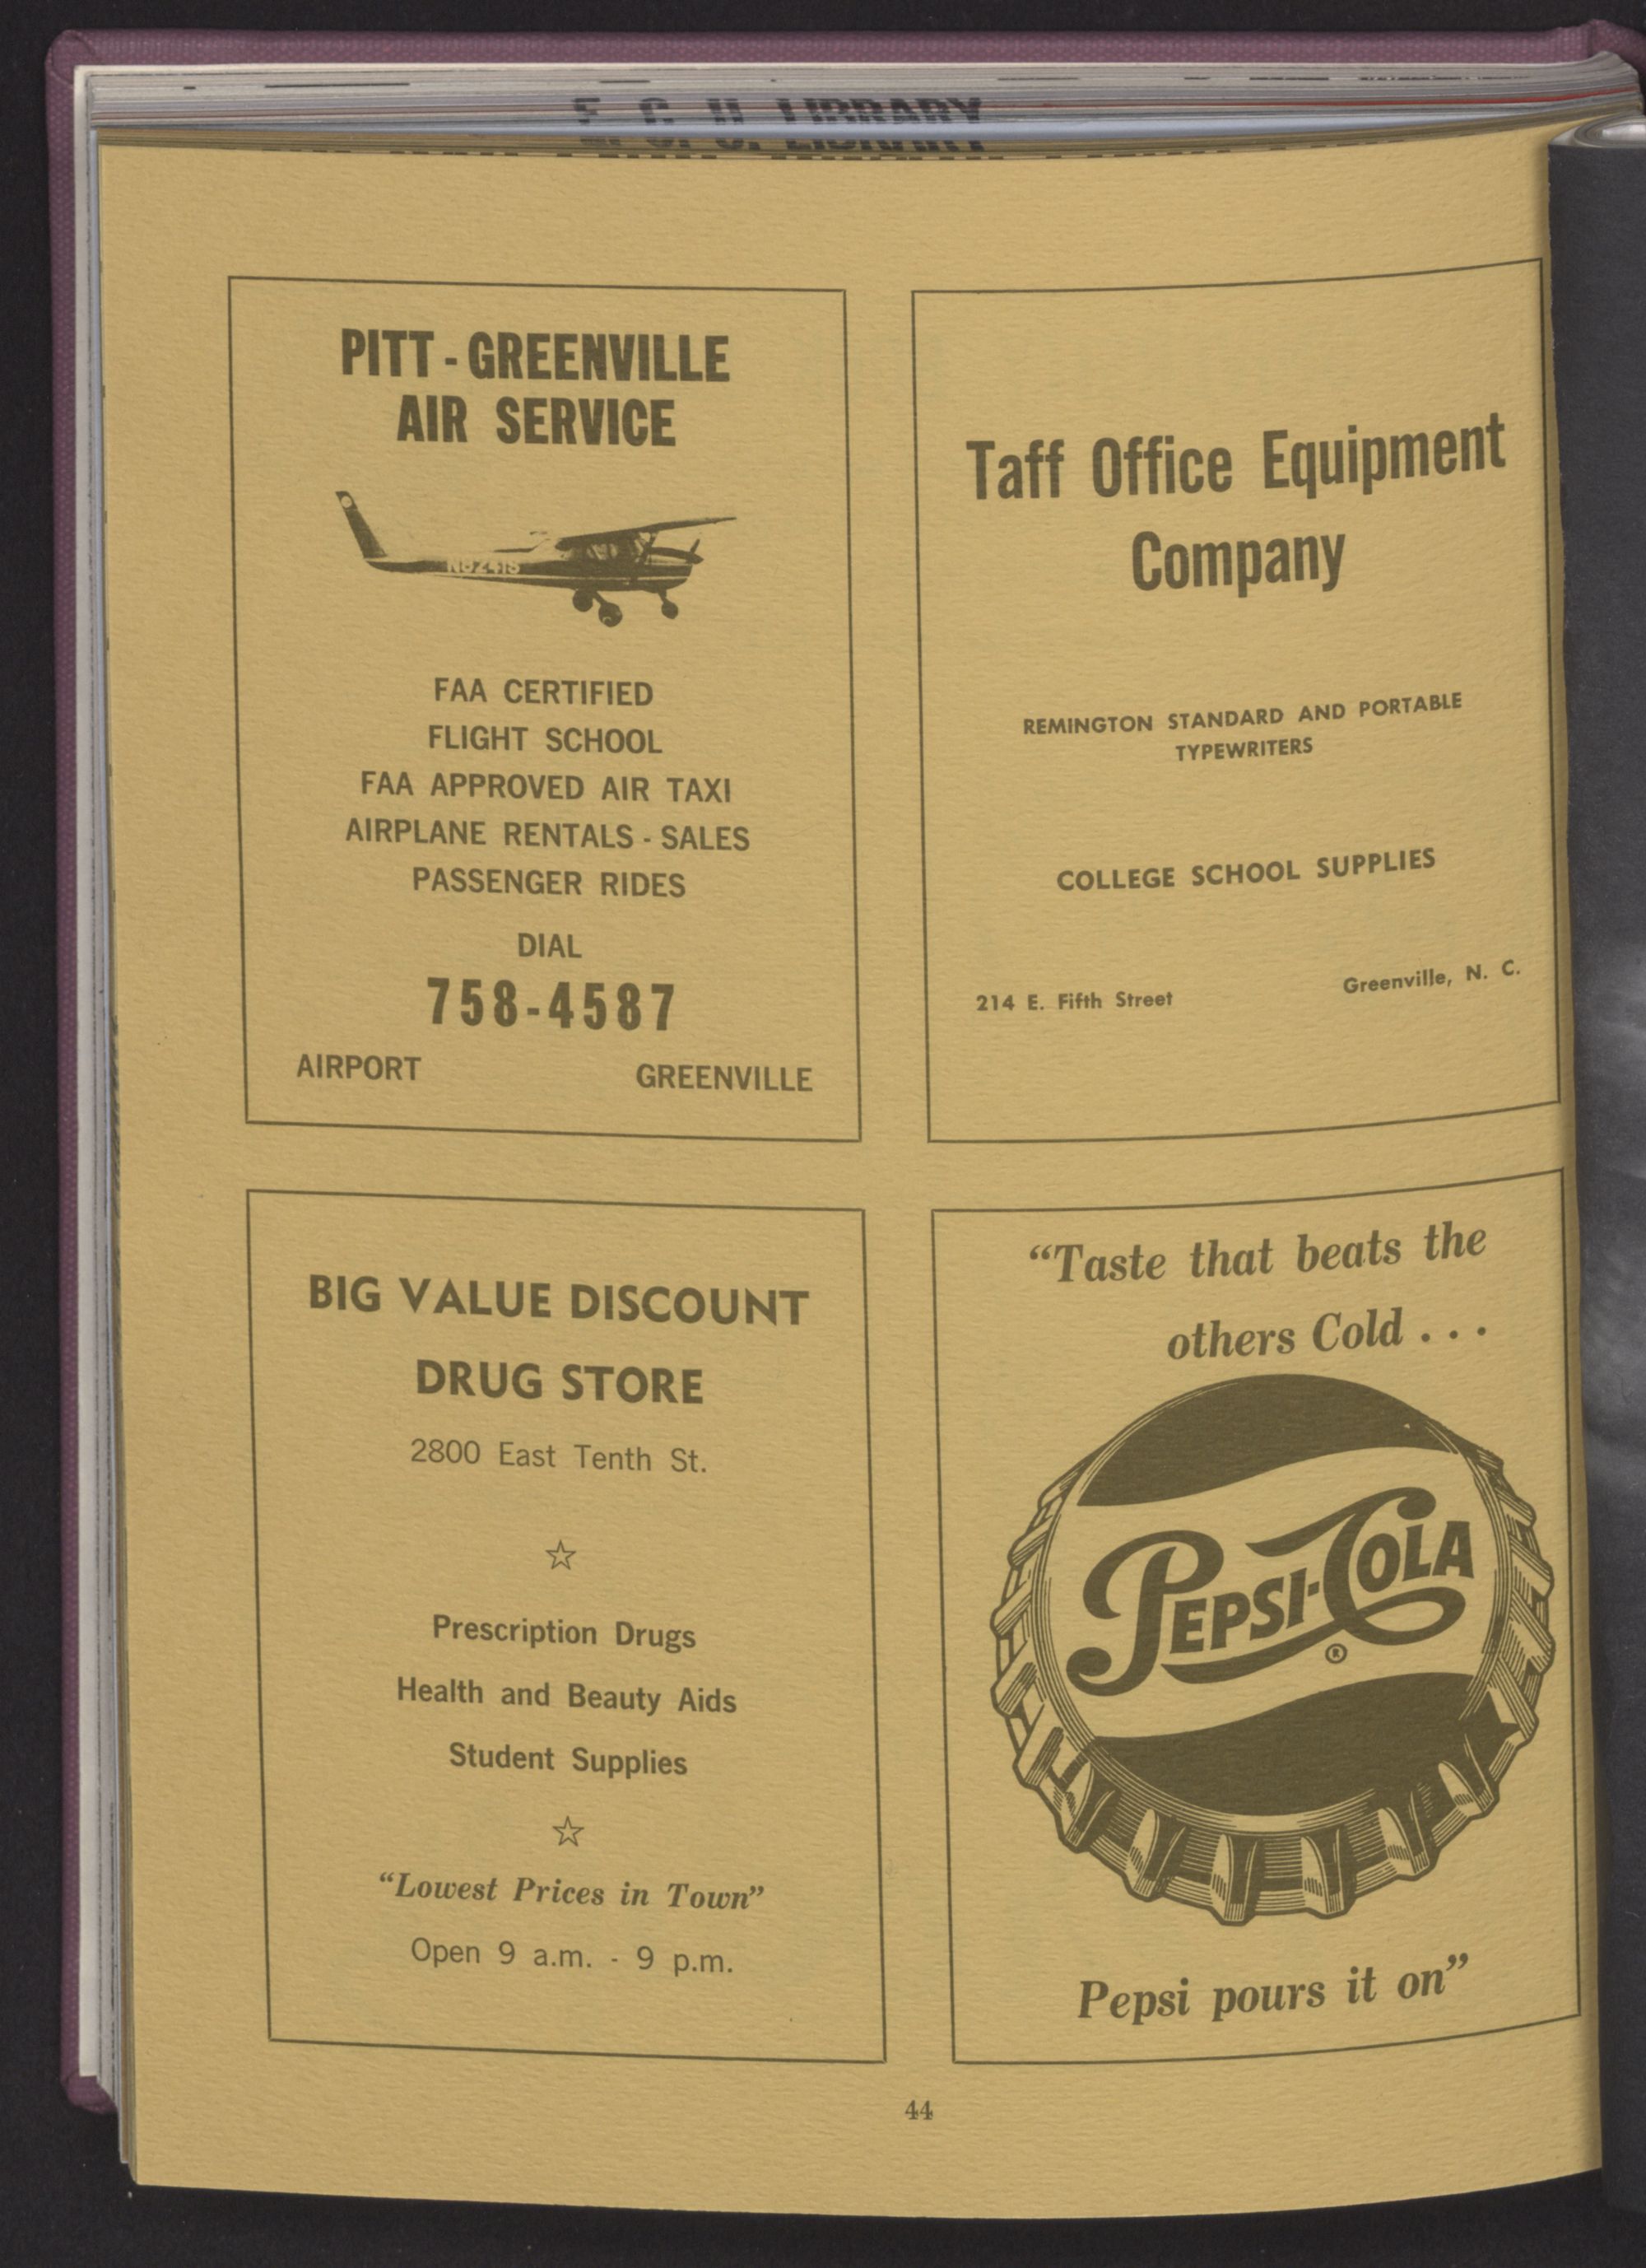 E. C. U. LIBRARY
PITT - GREENVILLE
AIR SERVICE
FAA CERTIFIED
FLIGHT SCHOOL
FAA APPROVED AIR TAXI
AIRPLANE RENTALS - SALES
PASSENGER RIDES
DIAL
758-4587
AIRPORT GREENVILLE
Taff Office Equipment
Company
REMINGTON STANDARD AND PORTABLE
TYPEWRITERS
COLLEGE SCHOOL SUPPLIES
214 E. Fifth Street Greenville, N. C.
BIG VALUE DISCOUNT
DRUG STORE
2800 East Tenth St.
☆
Prescription Drugs
Health and Beauty Aids
Student Supplies
☆
“Lowest Prices in Town”
Open 9 a.m. - 9 p.m.
“Taste that beats the
others Cold . . .
PEPSI-COLA
®
Pepsi pours it on”
44